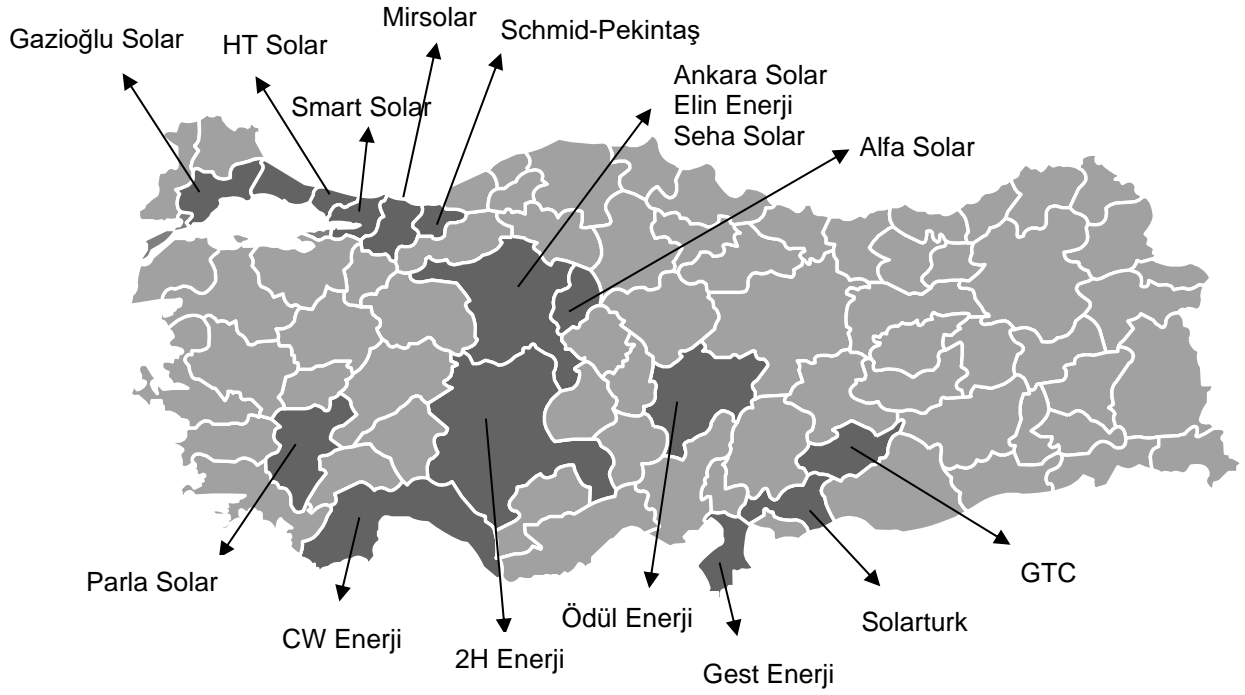 Mirsolar
Schmid-Pekintaş
Gazioğlu Solar
HT Solar
Smart Solar
Ankara Solar
Elin Enerji
Seha Solar
Alfa Solar
Parla Solar
CW Enerji
2H Enerji
Ödül Enerji
Gest Enerji
Solarturk
GTC